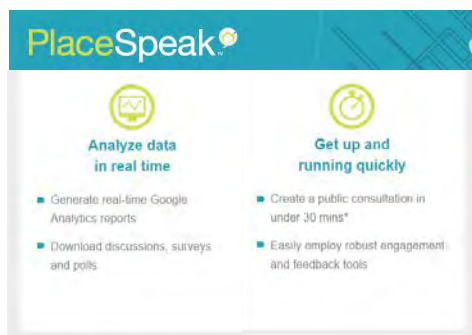 PlaceSpeak
Analyze data
in real time
Generate real-time Google
Analytics reports
Download discussions, surveys
and polls
Get up and
running quickly
Create a public consultation in
under 30 mins*
Easily employ robust engagement
and feedback tools